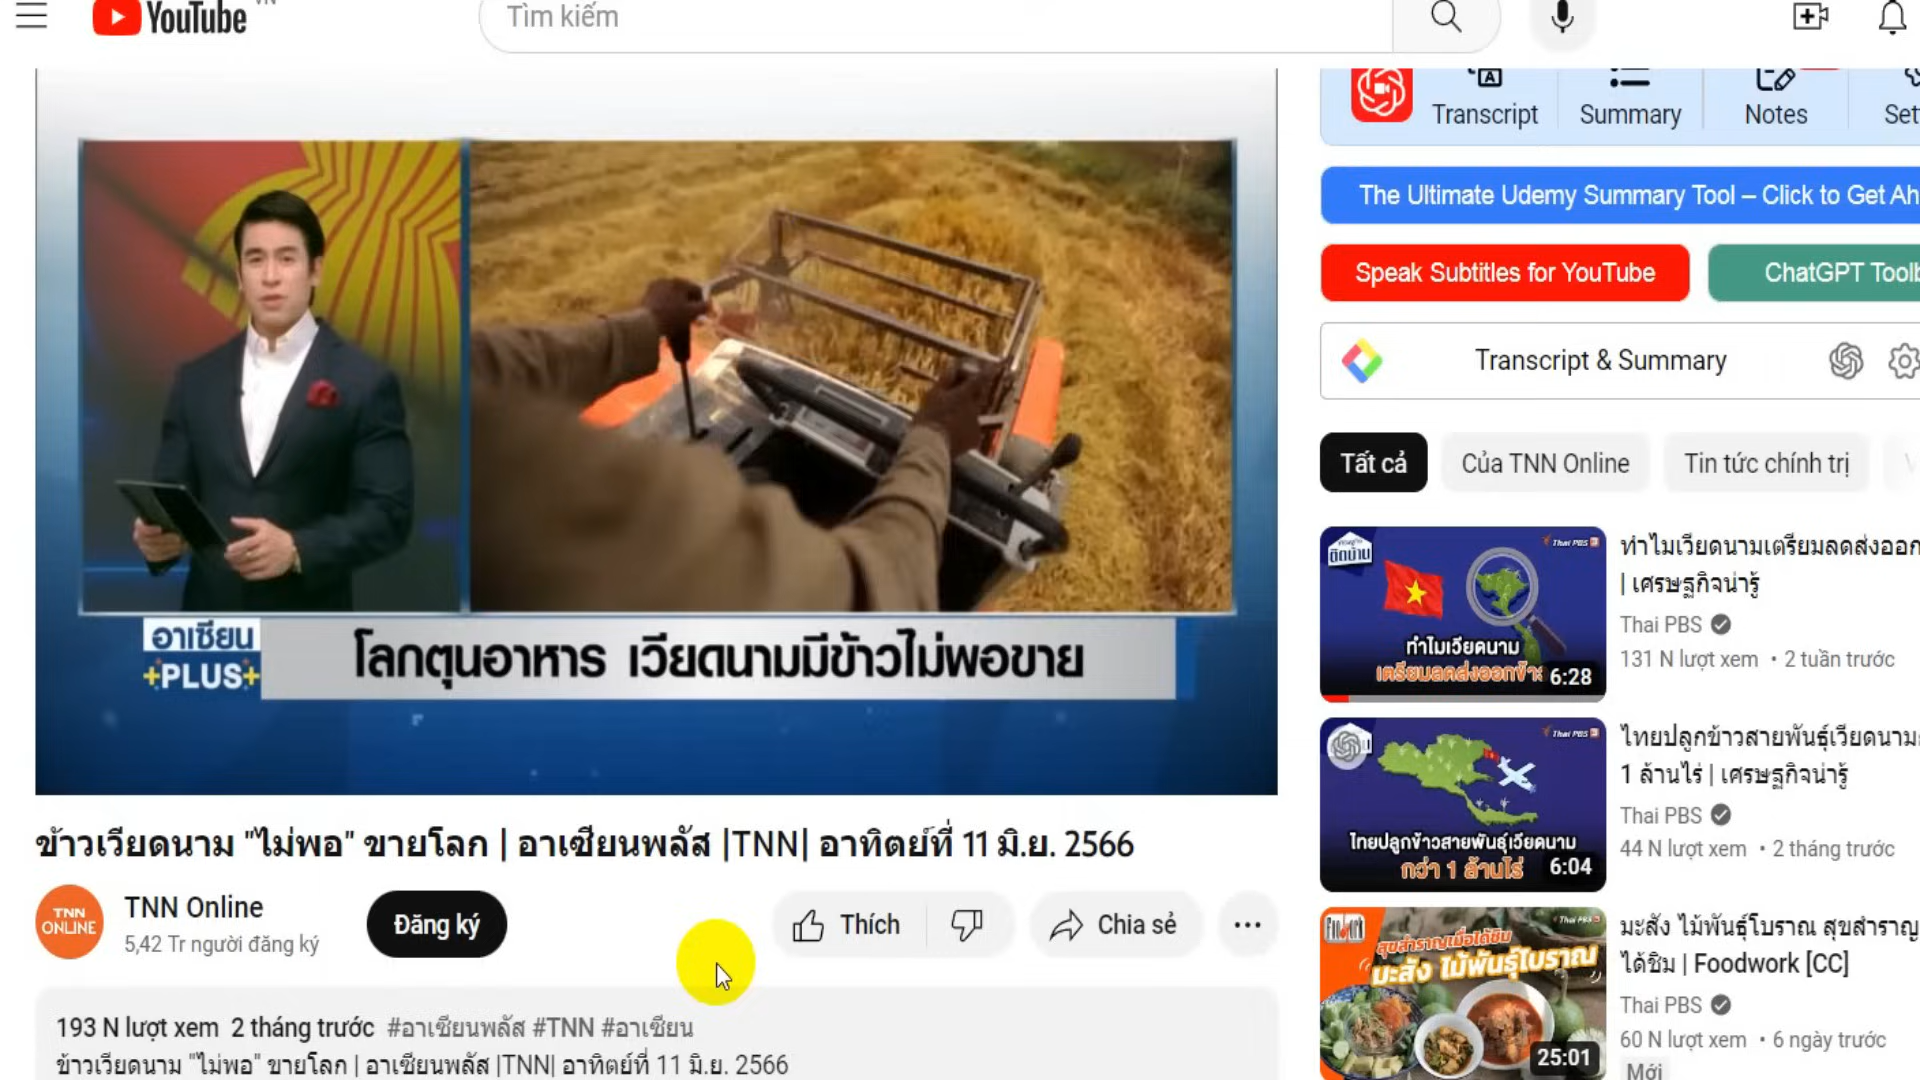 YouTube
VN
Tìm kiếm
อาเซียน
+PLUS+
โลกตุนอาหาร เวียดนามมีข้าวไม่พอขาย
ข้าวเวียดนาม "ไม่พอ" ขายโลก | อาเซียนพลัส |TNN| อาทิตย์ที่ 11 มิ.ย. 2566
TNN
ONLINE
TNN Online
5,42 Tr người đăng ký
Đăng ký
Thích
Chia sẻ
193 N lượt xem 2 tháng trước #อาเซียนพลัส #TNN #อาเซียน
ข้าวเวียดนาม "ไม่พอ" ขายโลก | อาเซียนพลัส |TNN| อาทิตย์ที่ 11 มิ.ย. 2566
Transcript
Summary
Notes
The Ultimate Udemy Summary Tool – Click to Get
Speak Subtitles for YouTube
ChatGPT
Transcript & Summary
Tất cả
Của TNN Online
Tin tức chính trị
ติดบ้าน
Thai PBS
ทำไมเวียดนาม
เตรียมลดส่งออกข้าว
6:28
ทำไมเวียดนามเตรียมลดส่งออก
| เศรษฐกิจน่ารู้
Thai PBS
131 N lượt xem • 2 tuần trước
Thai PBS
ไทยปลูกข้าวสายพันธุ์เวียดนาม
กว่า 1 ล้านไร่
6:04
ไทยปลูกข้าวสายพันธุ์เวียดนาม
1 ล้านไร่ | เศรษฐกิจน่ารู้
Thai PBS
44 N lượt xem • 2 tháng trước
Foodwork
Thai PBS
สุขสำราญเมื่อได้ชิม
มะสัง ไม้พันธุ์โบราณ
25:01
มะสัง ไม้พันธุ์โบราณ สุขสำราญ
ได้ชิม | Foodwork [CC]
Thai PBS
60 N lượt xem • 6 ngày trước
Mới